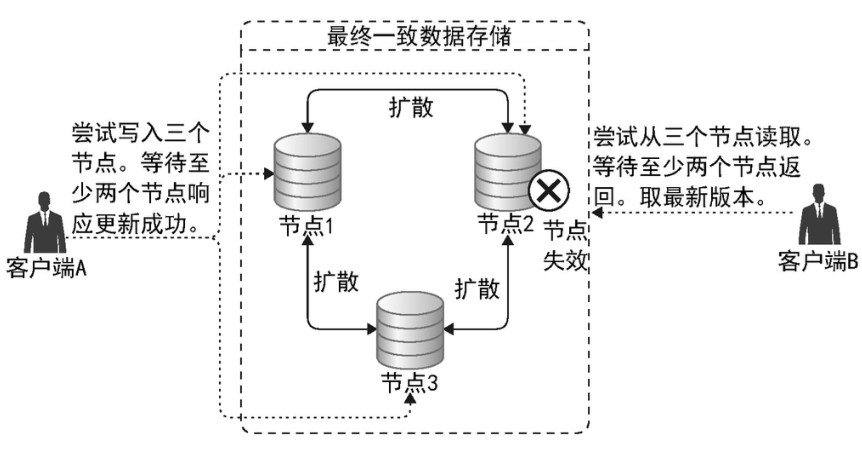 最终一致数据存储
扩散
尝试写入三个
节点。等待至
少两个节点响
应更新成功。
客户端A
节点1
节点2
节点
失效
尝试从三个节点读取。
等待至少两个节点返
回。取最新版本。
客户端B
扩散
扩散
节点3